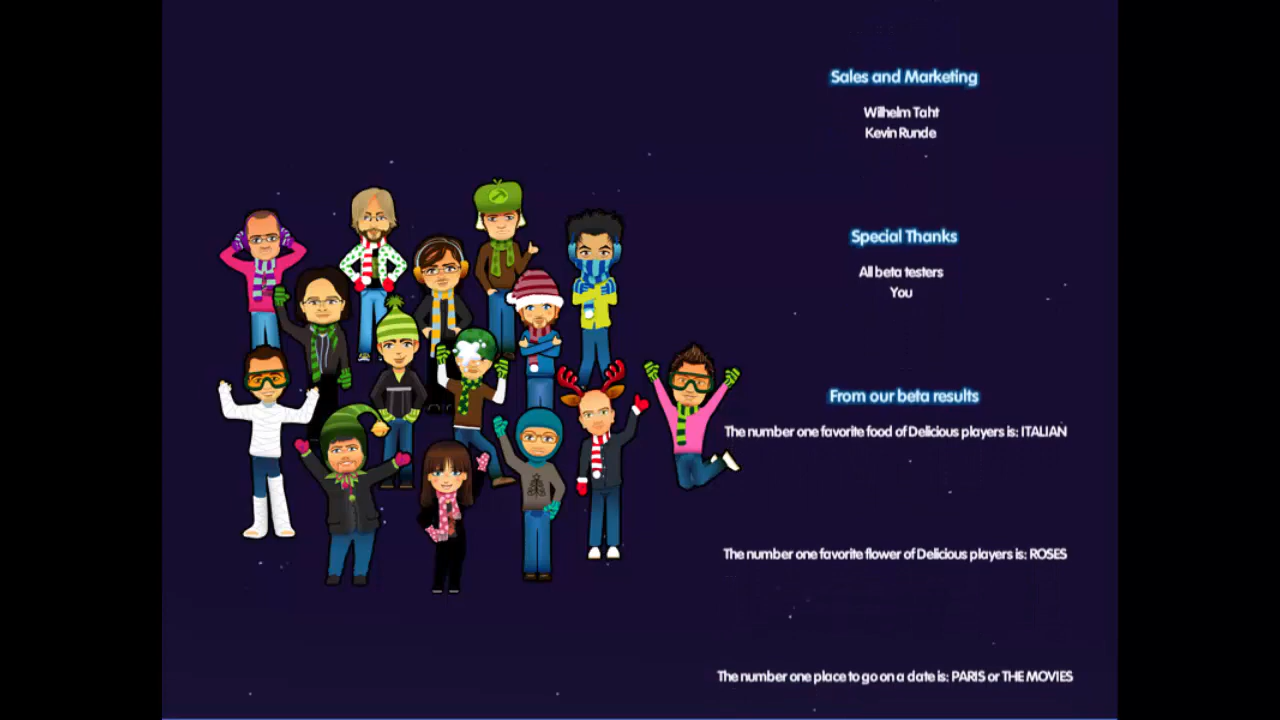 Sales and Marketing
Wilhelm Taht
Kevin Runde
Special Thanks
All beta testers
You
From our beta results
The number one favorite food of Delicious players is: ITALIAN
The number one favorite flower of Delicious players is: ROSES
The number one place to go on a date is: PARIS or THE MOVIES